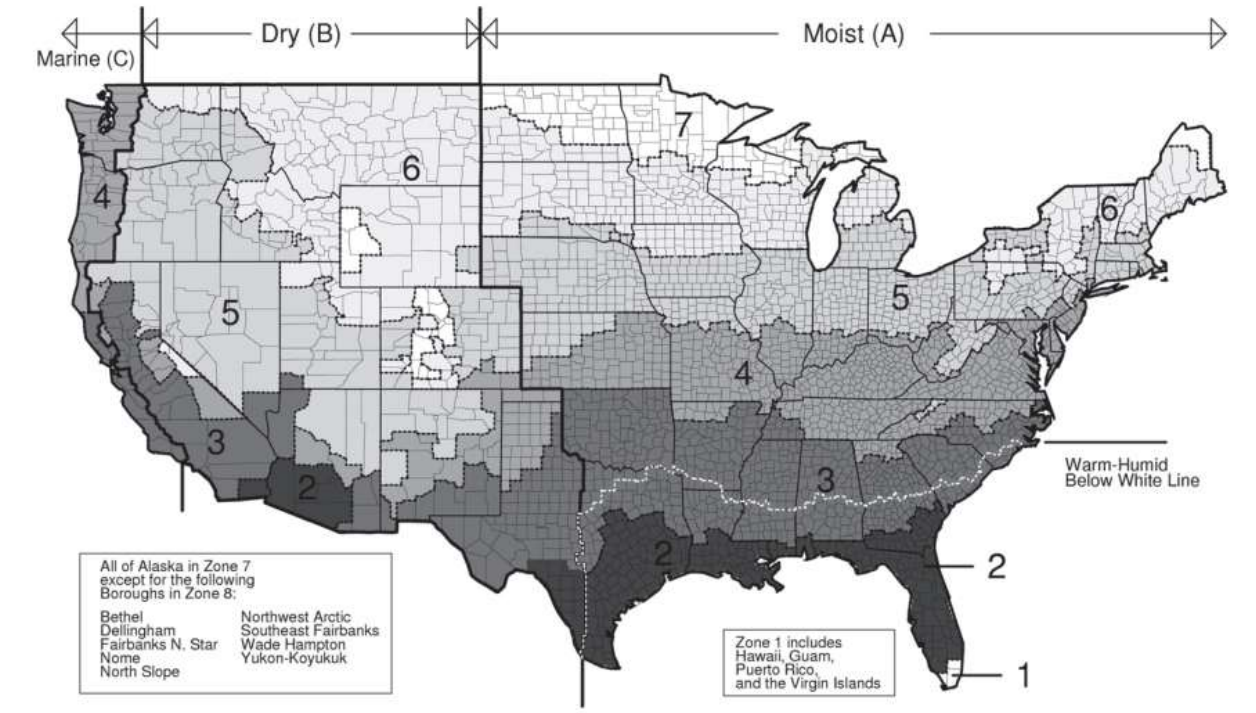 Marine (C)
Dry (B)
Moist (A)
7
6
4
6
5
5
4
3
2
3
2
Warm-Humid
Below White Line
2
1
All of Alaska in Zone 7
except for the following
Boroughs in Zone 8:
Bethel
Dellingham
Fairbanks N. Star
Nome
North Slope
Northwest Arctic
Southeast Fairbanks
Wade Hampton
Yukon-Koyukuk
Zone 1 includes
Hawaii, Guam,
Puerto Rico,
and the Virgin Islands